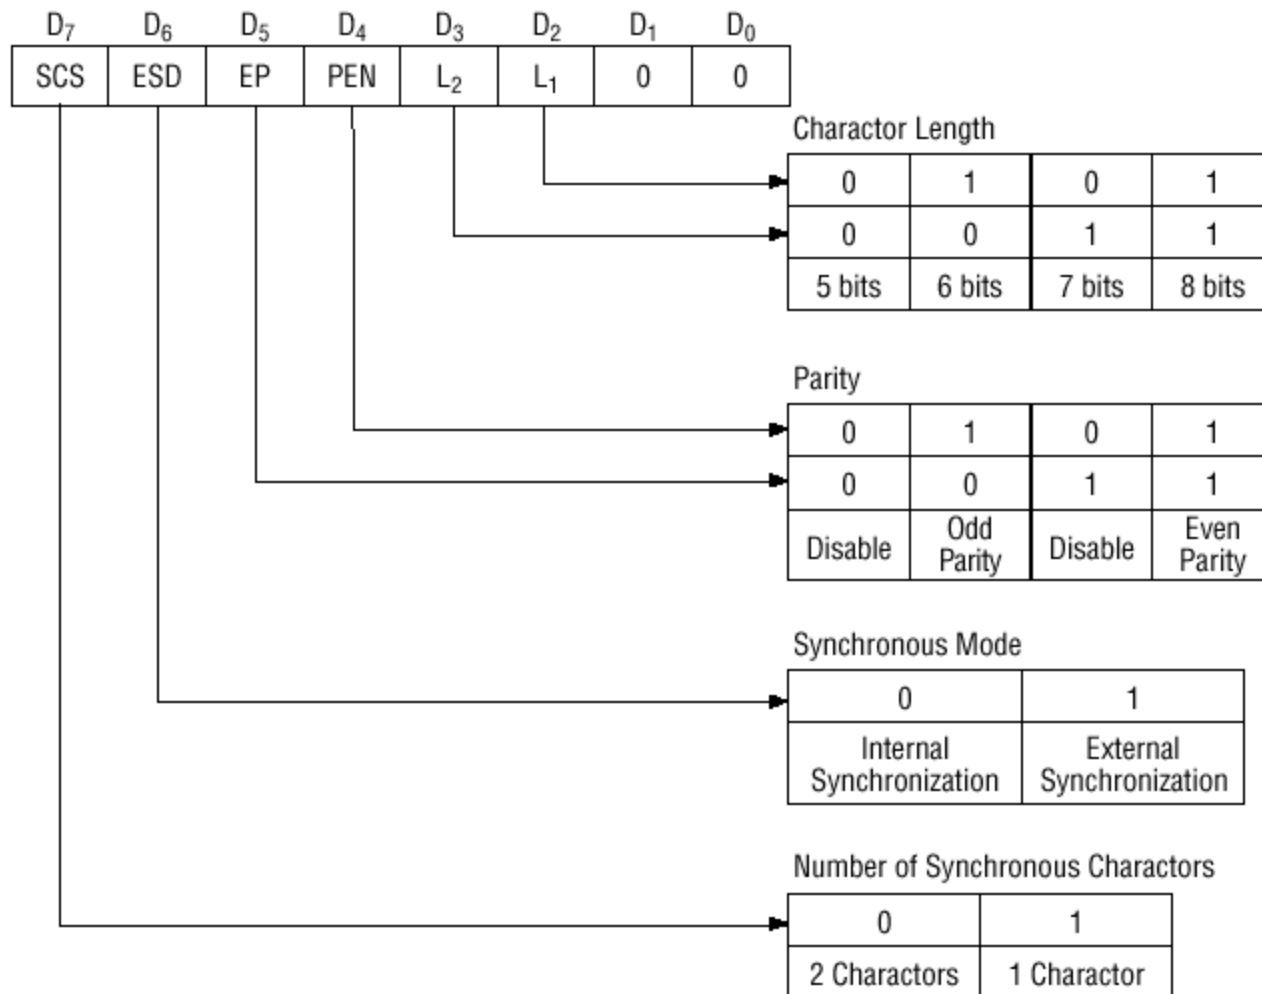 D7 D6 D5 D4 D3 D2 D1 D0
SCS ESD EP PEN L2 L1 0 0
Charactor Length
0 1 0 1
0 0 1 1
5 bits 6 bits 7 bits 8 bits
Parity
0 1 0 1
0 0 1 1
Disable Odd Parity Disable Even Parity
Synchronous Mode
0 1
Internal Synchronization External Synchronization
Number of Synchronous Charactors
0 1
2 Charactors 1 Charactor